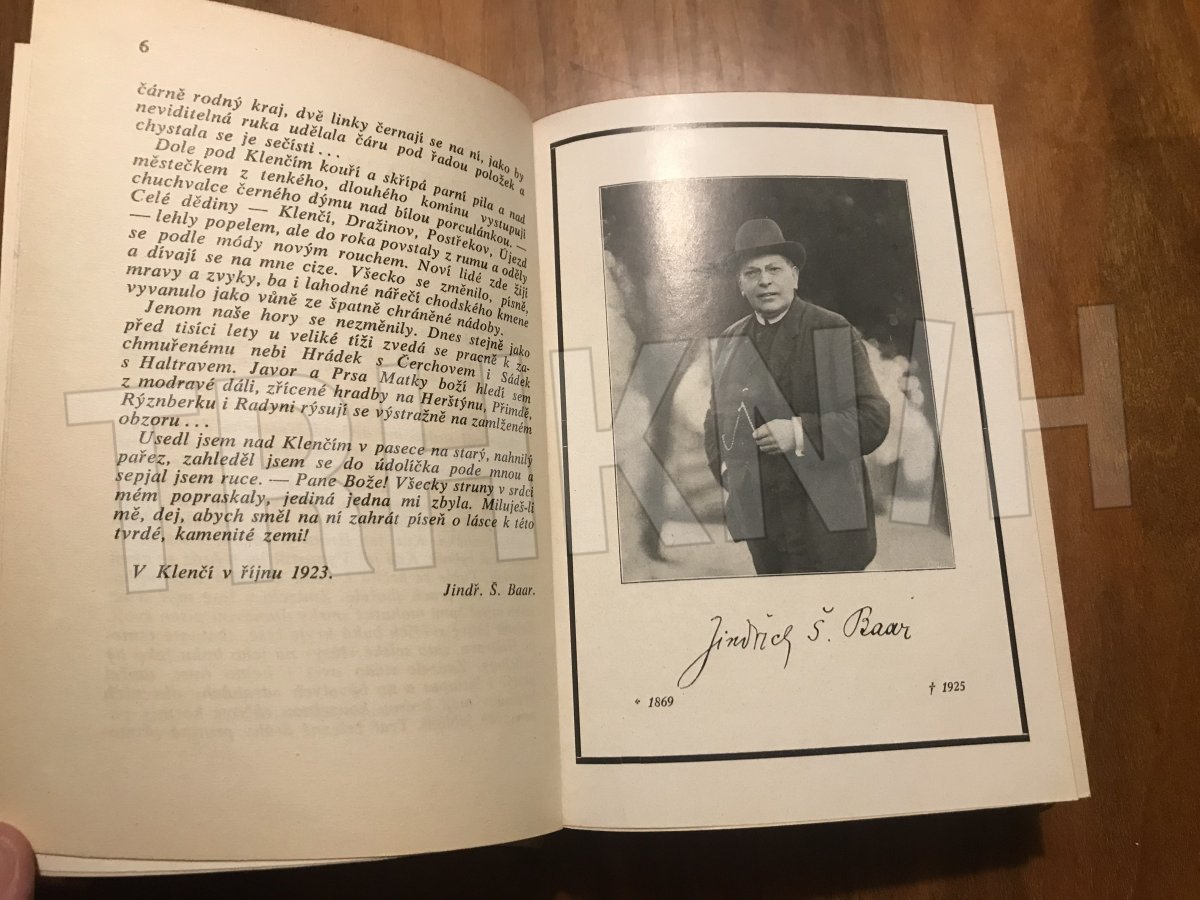 6
čárně rodný kraj, dvě linky černají se na ní, jako by
neviditelná ruka udělala čáru pod řadou položek a
chystala se je sečísti...
Dole pod Klenčím kouří a skřípá parní pila a nad
městečkem z tenkého, dlouhého komínu vystupují
chuchvalce černého dýmu nad bílou porculánkou. —
Celé dědiny — Klenčí, Dražinov, Postřekov, Újezd
— lehly popelem, ale do roka povstaly z rumu a oděly
se podle módy novým rouchem. Noví lidé zde žijí
a dívají se na mne cize. Všecko se změnilo, písně,
mravy a zvyky, ba i lahodné nářečí chodského kmene
vyvanulo jako vůně ze špatně chráněné nádoby.
Jenom naše hory se nezměnily. Dnes stejně jako
před tisíci lety u veliké tíži zvedá se pracně k za-
chmuřenému nebi Hrádek s Čerchovem i Sádek
s Haltravem. Javor a Prsa Matky boží hledí sem
z modravé dáli, zřícené hradby na Herštýnu, Přimdě,
Rýznberku i Radyni rýsují se výstražně na zamlženém
obzoru...
Usedl jsem nad Klenčím v pasece na starý, nahnilý
pařez, zahleděl jsem se do údolíčka pode mnou a
sepjal jsem ruce. — Pane Bože! Všecky struny v srdci
mém popraskaly, jediná jedna mi zbyla. Miluješ-li
mě, dej, abych směl na ní zahrát píseň o lásce k této
tvrdé, kamenité zemi!
V Klenčí v říjnu 1923.
Jindř. Š. Baar.
Jindřich Š. Baar
* 1869
† 1925
TRHKNIH